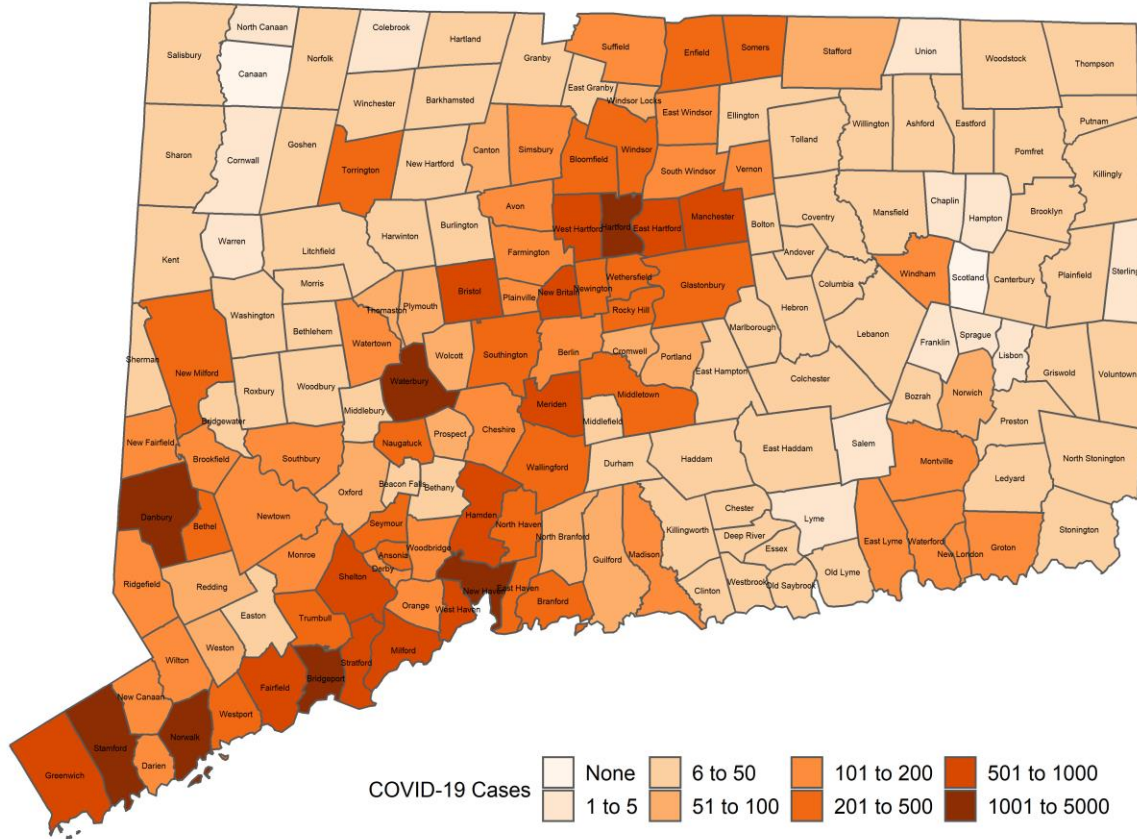 North Canaan
Colebrook
Hartland
Suffield
Enfield
Somers
Stafford
Union
Woodstock
Thompson
Salisbury
Canaan
Norfolk
Granby
East Granby
Windsor Locks
Winchester
Barkhamsted
East Windsor
Ellington
Willington
Ashford
Eastford
Putnam
Sharon
Cornwall
Goshen
Torrington
New Hartford
Canton
Simsbury
Bloomfield
Windsor
South Windsor
Vernon
Tolland
Pomfret
Killingly
Avon
West Hartford
Hartford
East Hartford
Manchester
Bolton
Coventry
Mansfield
Chaplin
Hampton
Brooklyn
Kent
Warren
Litchfield
Harwinton
Burlington
Farmington
Andover
Morris
Bristol
Plainville
New Britain
Newington
Wethersfield
Glastonbury
Columbia
Windham
Scotland
Canterbury
Plainfield
Sterling
Washington
Bethlehem
Thomaston
Plymouth
Rocky Hill
Hebron
Marlborough
Lebanon
Franklin
Sprague
Lisbon
Griswold
Voluntown
Sherman
New Milford
Watertown
Wolcott
Southington
Berlin
Cromwell
Portland
East Hampton
Colchester
Roxbury
Woodbury
Waterbury
Middlebury
Meriden
Middletown
Middlefield
Bozrah
Norwich
Preston
Bridgewater
New Fairfield
Brookfield
Southbury
Naugatuck
Prospect
Cheshire
Wallingford
Durham
Haddam
East Haddam
Salem
Montville
North Stonington
Ledyard
Danbury
Bethel
Newtown
Oxford
Beacon Falls
Bethany
Hamden
North Haven
Seymour
Woodbridge
North Branford
Guilford
Madison
Killingworth
Chester
Deep River
Essex
Lyme
East Lyme
Waterford
New London
Groton
Stonington
Ridgefield
Redding
Monroe
Ansonia
Derby
Shelton
Orange
New Haven
East Haven
West Haven
Branford
Clinton
Westbrook
Old Saybrook
Old Lyme
Easton
Trumbull
Weston
Wilton
Stratford
Milford
New Canaan
Fairfield
Bridgeport
Westport
Norwalk
Stamford
Darien
Greenwich
COVID-19 Cases
None
6 to 50
101 to 200
501 to 1000
1 to 5
51 to 100
201 to 500
1001 to 5000